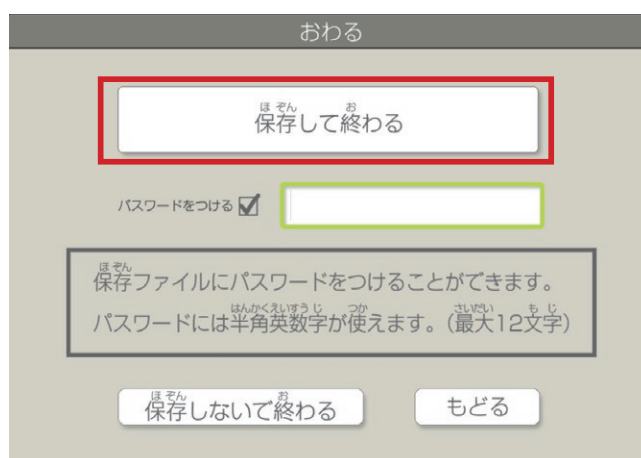 おわる
保存して終わる
パスワードをつける
保存ファイルにパスワードをつけることができます。
パスワードには半角英数字が使えます。(最大12文字)
保存しないで終わる
もどる